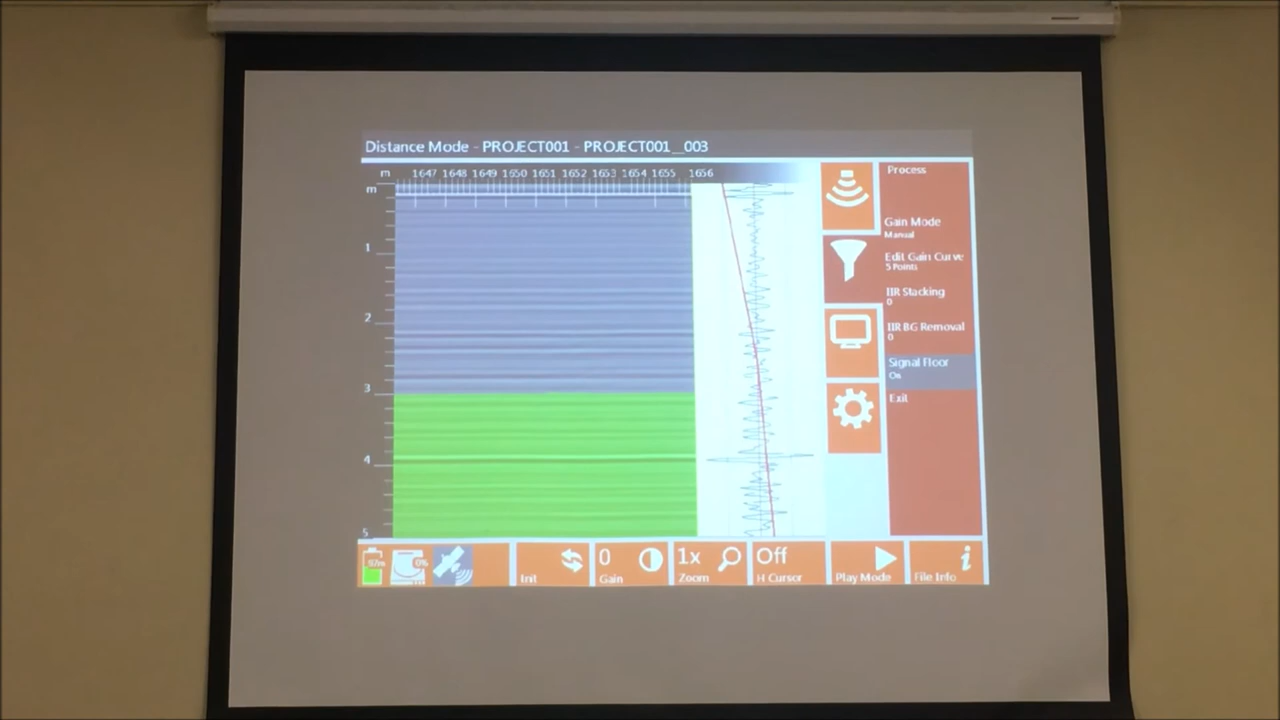 Distance Mode - PROJECT001 - PROJECT001__003
m 1647 1648 1649 1650 1651 1652 1653 1654 1655 1656
m
1
2
3
4
5
Process
Gain Mode
Manual
Edit Gain Curve
5 Points
IIR Stacking
0
IIR BG Removal
0
Signal Floor
On
Exit
0%
Init
0
Gain
1x
Zoom
Off
H Cursor
Play Mode
i
File Info